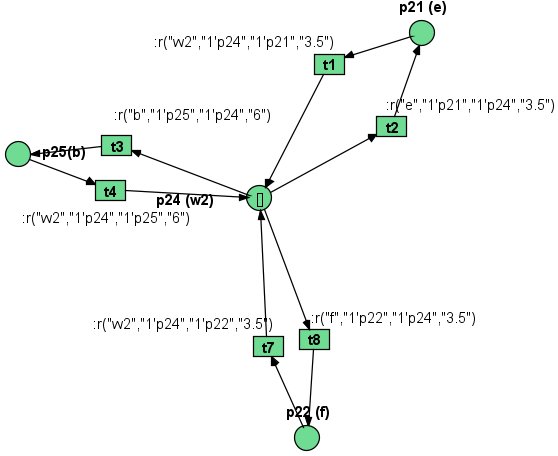 p21 (e)
:r("w2","1'p24","1'p21","3.5")
t1
:r("e","1'p21","1'p24","3.5")
t2
:r("b","1'p25","1'p24","6")
t3
p25(b)
t4
p24 (w2)
:r("w2","1'p24","1'p25","6")
:r("w2","1'p24","1'p22","3.5")
:r("f","1'p22","1'p24","3.5")
t7
t8
p22 (f)